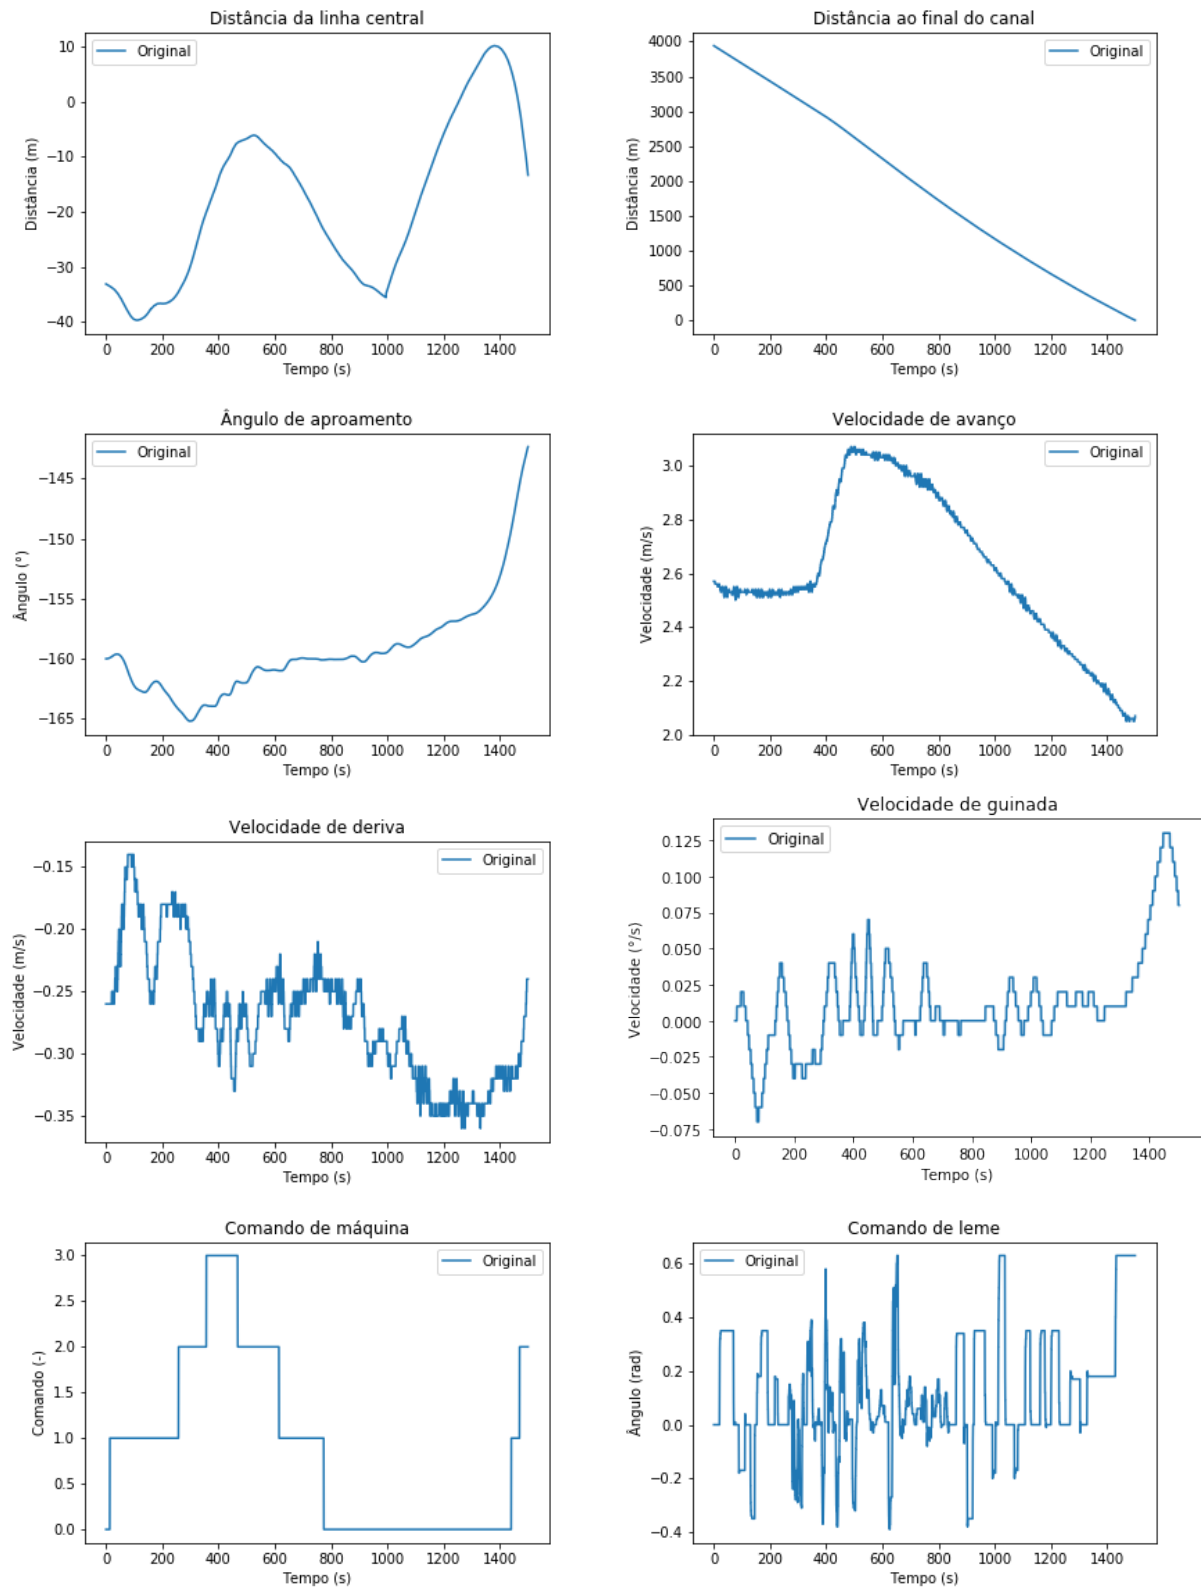 Distância da linha central
Original
10
0
−10
−20
−30
−40
Distância (m)
0 200 400 600 800 1000 1200 1400
Tempo (s)
Distância ao final do canal
Original
4000
3500
3000
2500
2000
1500
1000
500
0
Distância (m)
0 200 400 600 800 1000 1200 1400
Tempo (s)
Ângulo de aproamento
Original
−145
−150
−155
−160
−165
Ângulo (°)
0 200 400 600 800 1000 1200 1400
Tempo (s)
Velocidade de avanço
Original
3.0
2.8
2.6
2.4
2.2
2.0
Velocidade (m/s)
0 200 400 600 800 1000 1200 1400
Tempo (s)
Velocidade de deriva
Original
−0.15
−0.20
−0.25
−0.30
−0.35
Velocidade (m/s)
0 200 400 600 800 1000 1200 1400
Tempo (s)
Velocidade de guinada
Original
0.125
0.100
0.075
0.050
0.025
0.000
−0.025
−0.050
−0.075
Velocidade (°/s)
0 200 400 600 800 1000 1200 1400
Tempo (s)
Comando de máquina
Original
3.0
2.5
2.0
1.5
1.0
0.5
0.0
Comando (-)
0 200 400 600 800 1000 1200 1400
Tempo (s)
Comando de leme
Original
0.6
0.4
0.2
0.0
−0.2
−0.4
Ângulo (rad)
0 200 400 600 800 1000 1200 1400
Tempo (s)